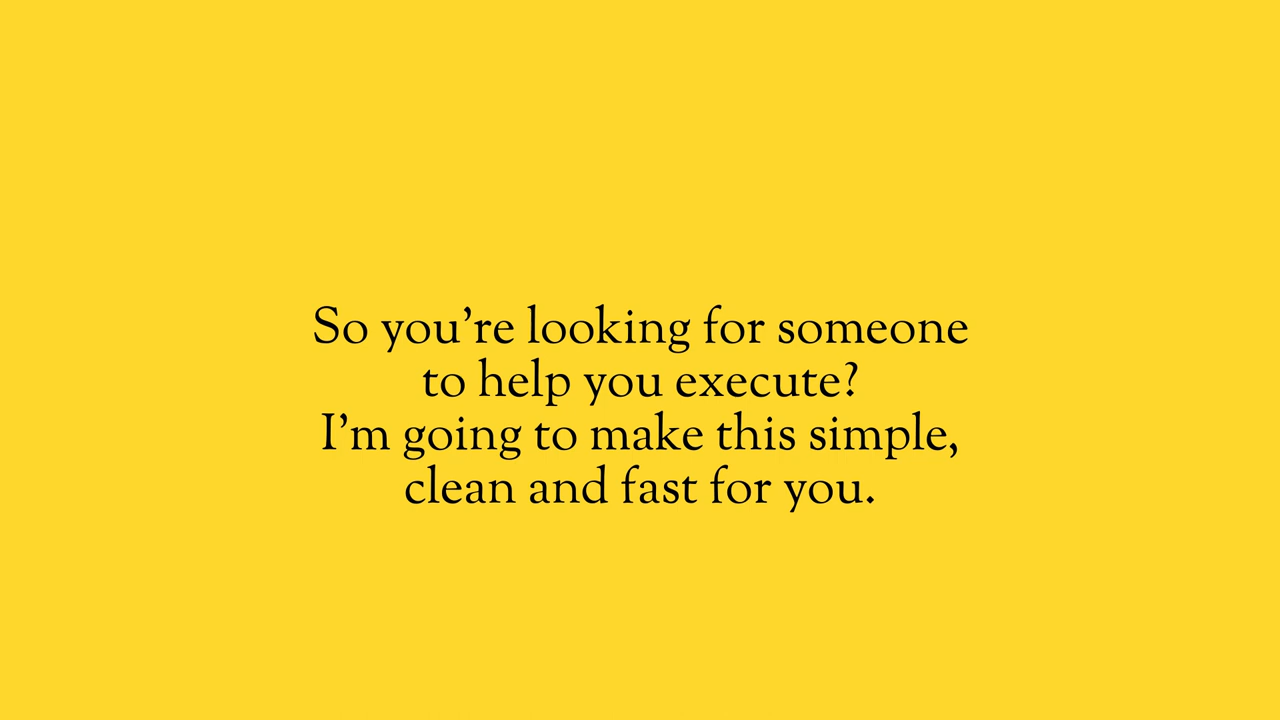 So you’re looking for someone
to help you execute?
I’m going to make this simple,
clean and fast for you.